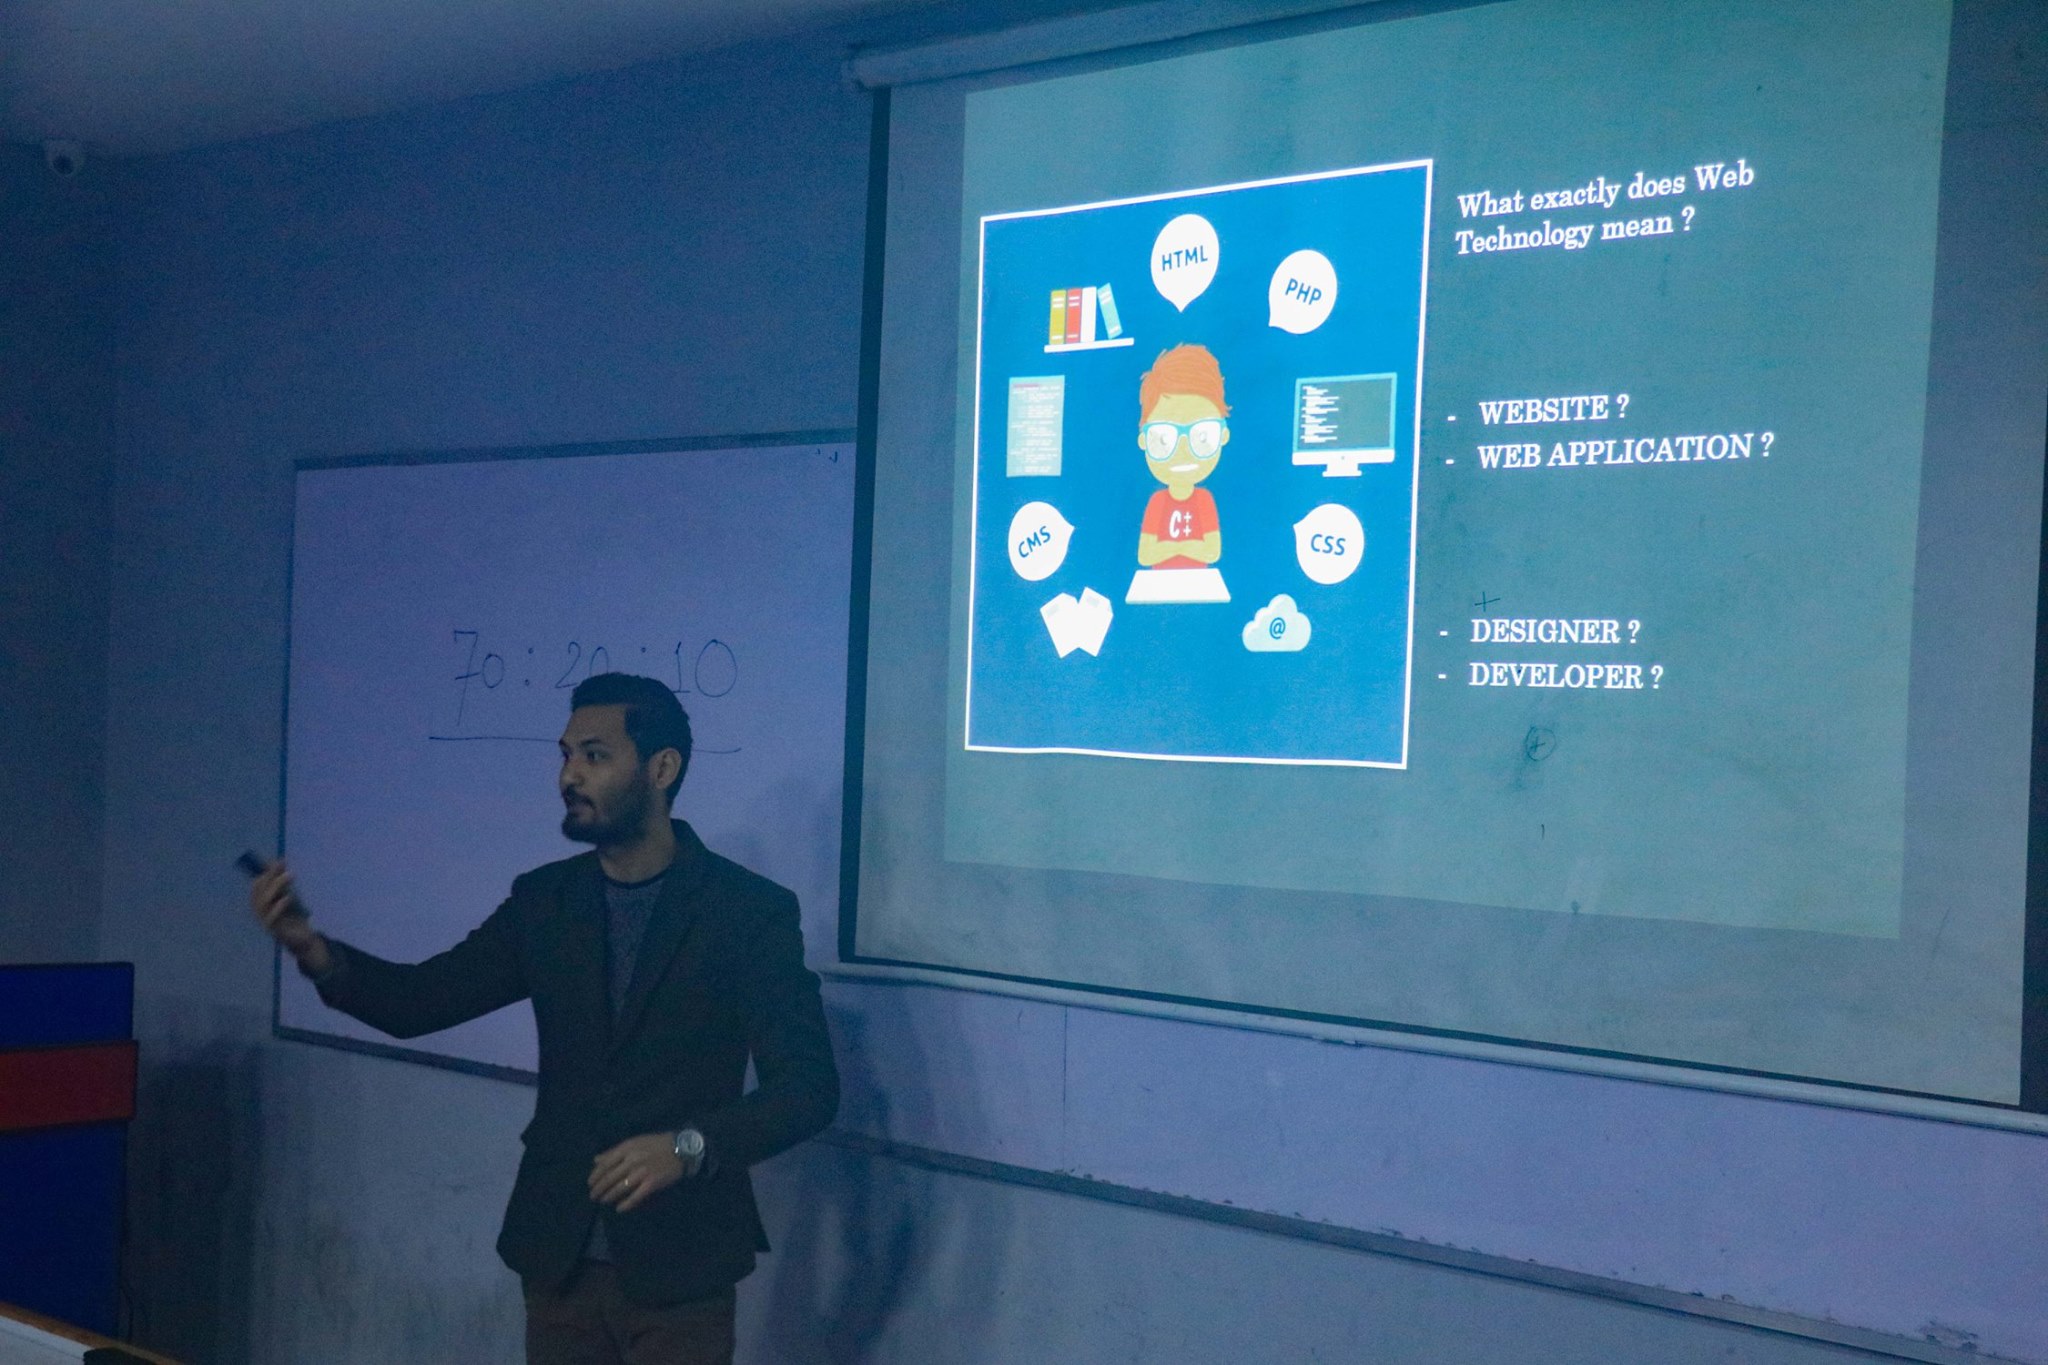 What exactly does Web
Technology mean ?
- WEBSITE ?
- WEB APPLICATION ?
- DESIGNER ?
- DEVELOPER ?
HTML
PHP
CMS
C++
CSS
@
70 : 20 : 10